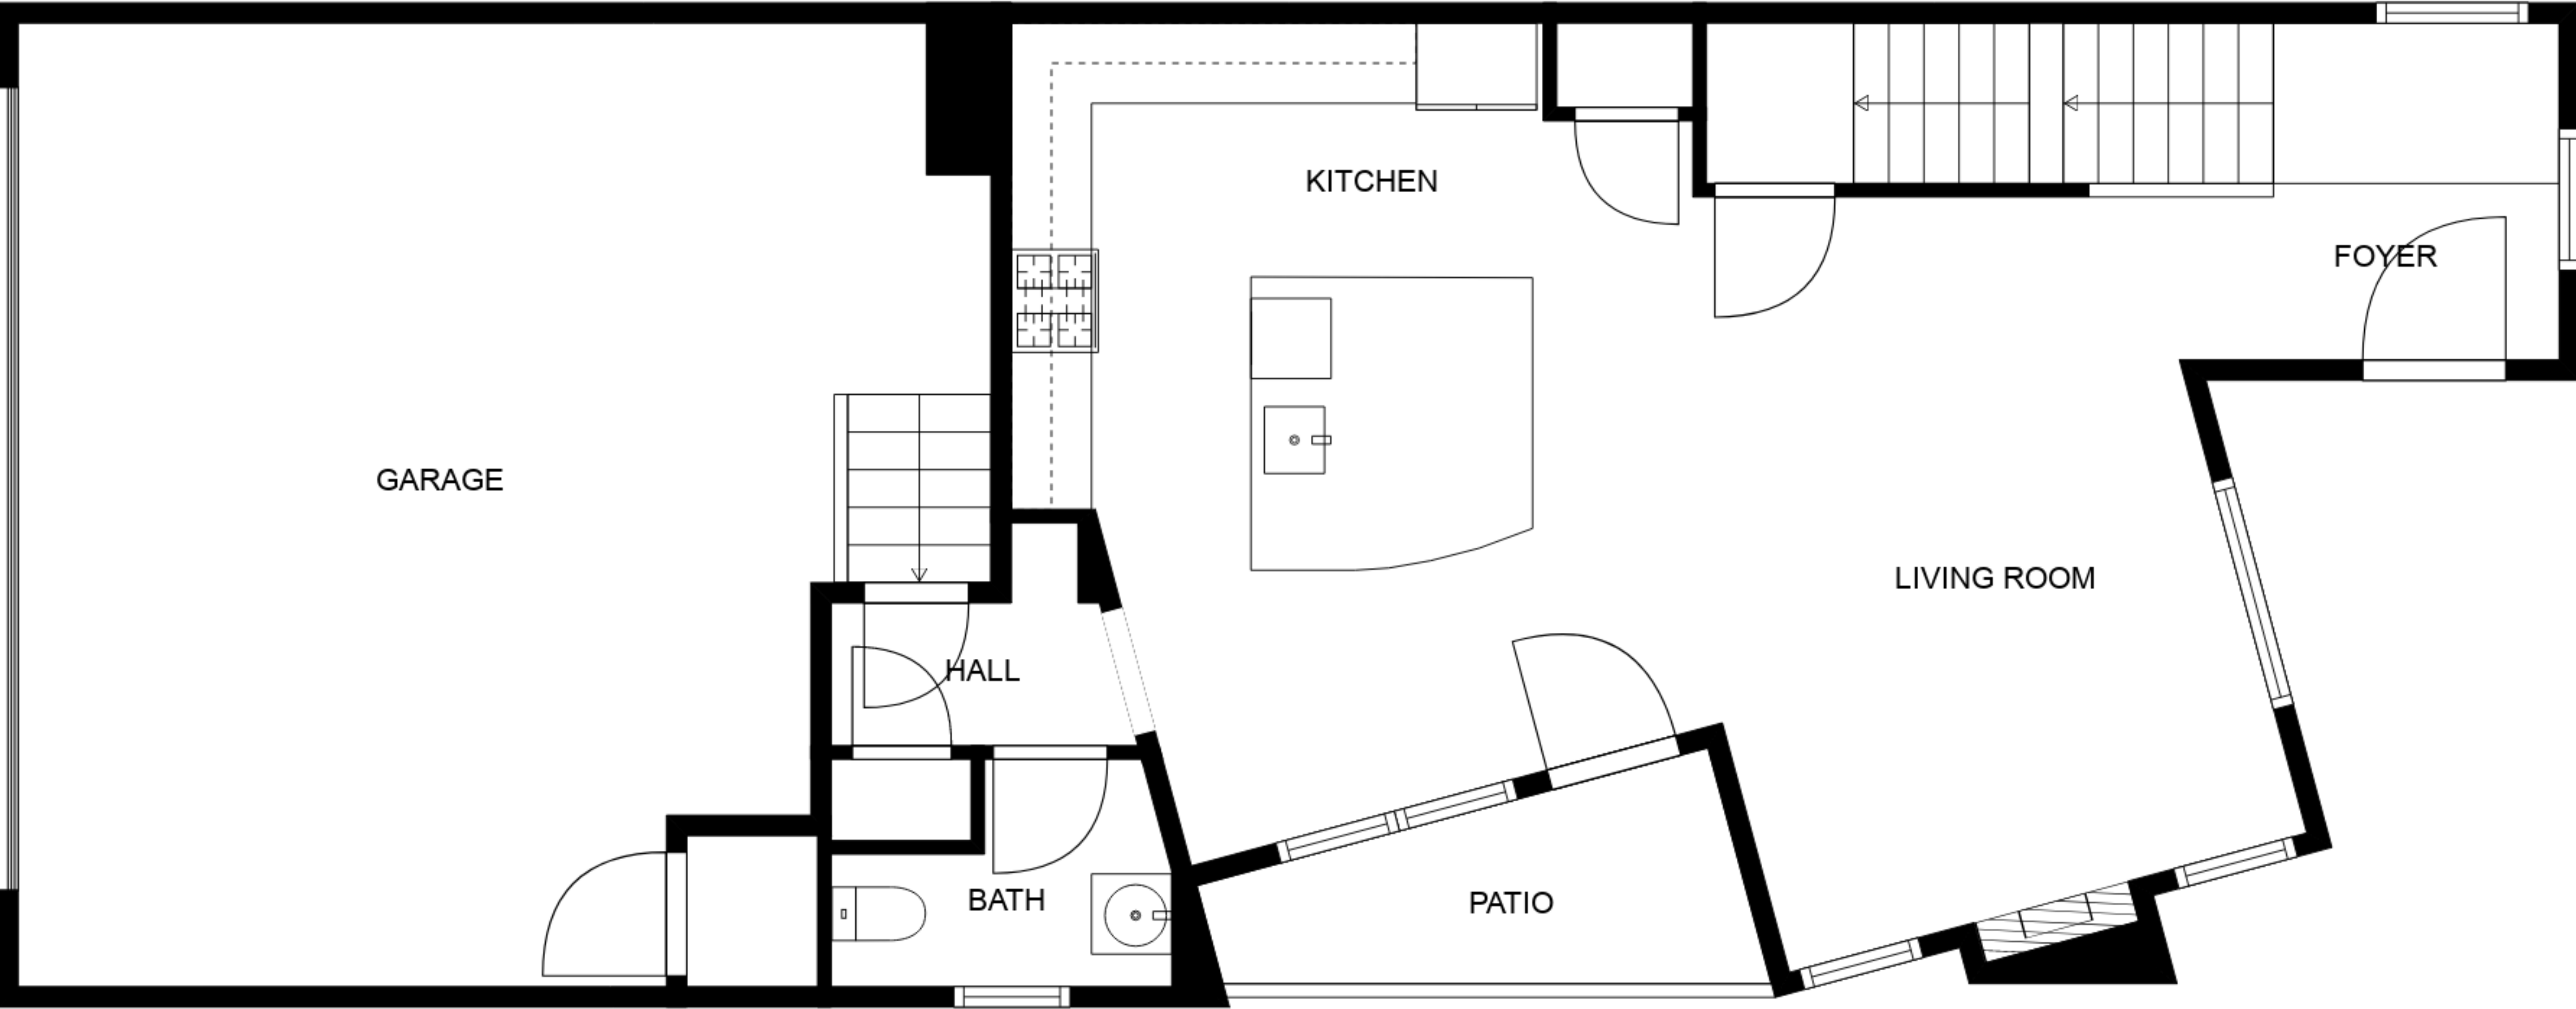 KITCHEN
FOYER
GARAGE
LIVING ROOM
HALL
BATH
PATIO